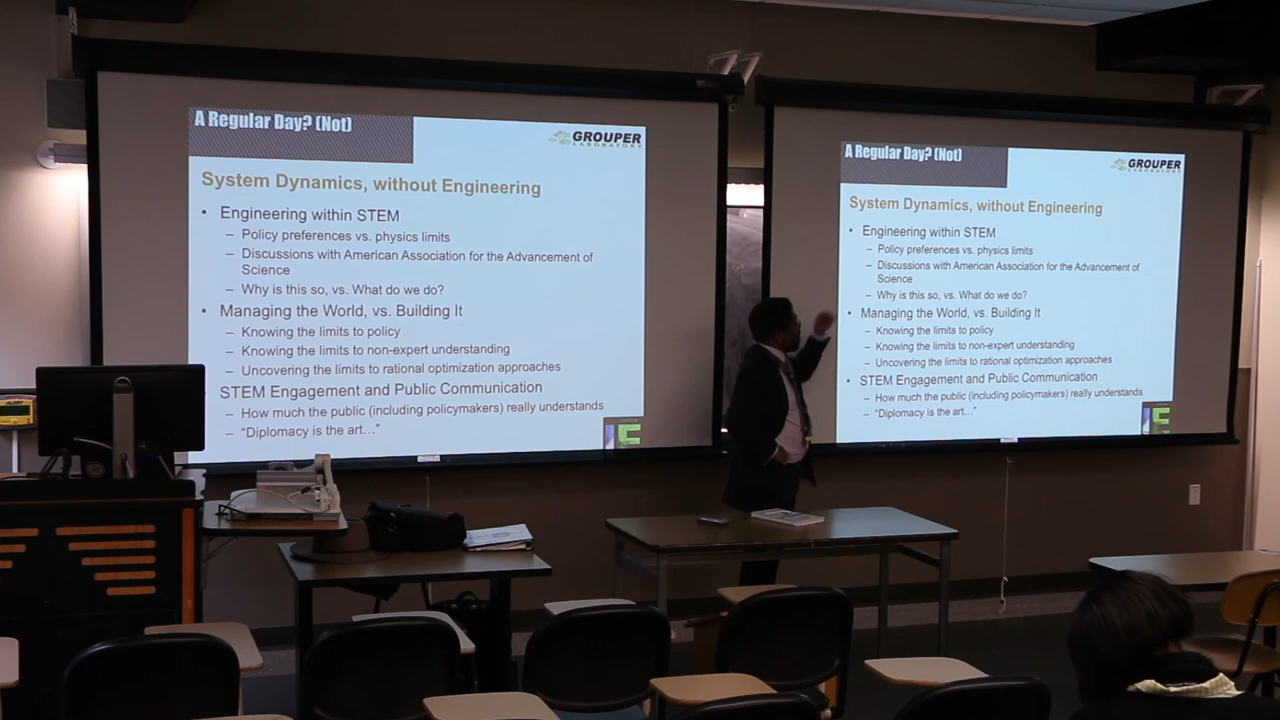 A Regular Day? (Not)
GROUPER
LABORATORY
System Dynamics, without Engineering
• Engineering within STEM
– Policy preferences vs. physics limits
– Discussions with American Association for the Advancement of
Science
– Why is this so, vs. What do we do?
• Managing the World, vs. Building It
– Knowing the limits to policy
– Knowing the limits to non-expert understanding
– Uncovering the limits to rational optimization approaches
STEM Engagement and Public Communication
– How much the public (including policymakers) really understands
– "Diplomacy is the art…"
A Regular Day? (Not)
GROUPER
LABORATORY
System Dynamics, without Engineering
• Engineering within STEM
– Policy preferences vs. physics limits
– Discussions with American Association for the Advancement of
Science
– Why is this so, vs. What do we do?
• Managing the World, vs. Building It
– Knowing the limits to policy
– Knowing the limits to non-expert understanding
– Uncovering the limits to rational optimization approaches
• STEM Engagement and Public Communication
– How much the public (including policymakers) really understands
– "Diplomacy is the art…"
ALERT